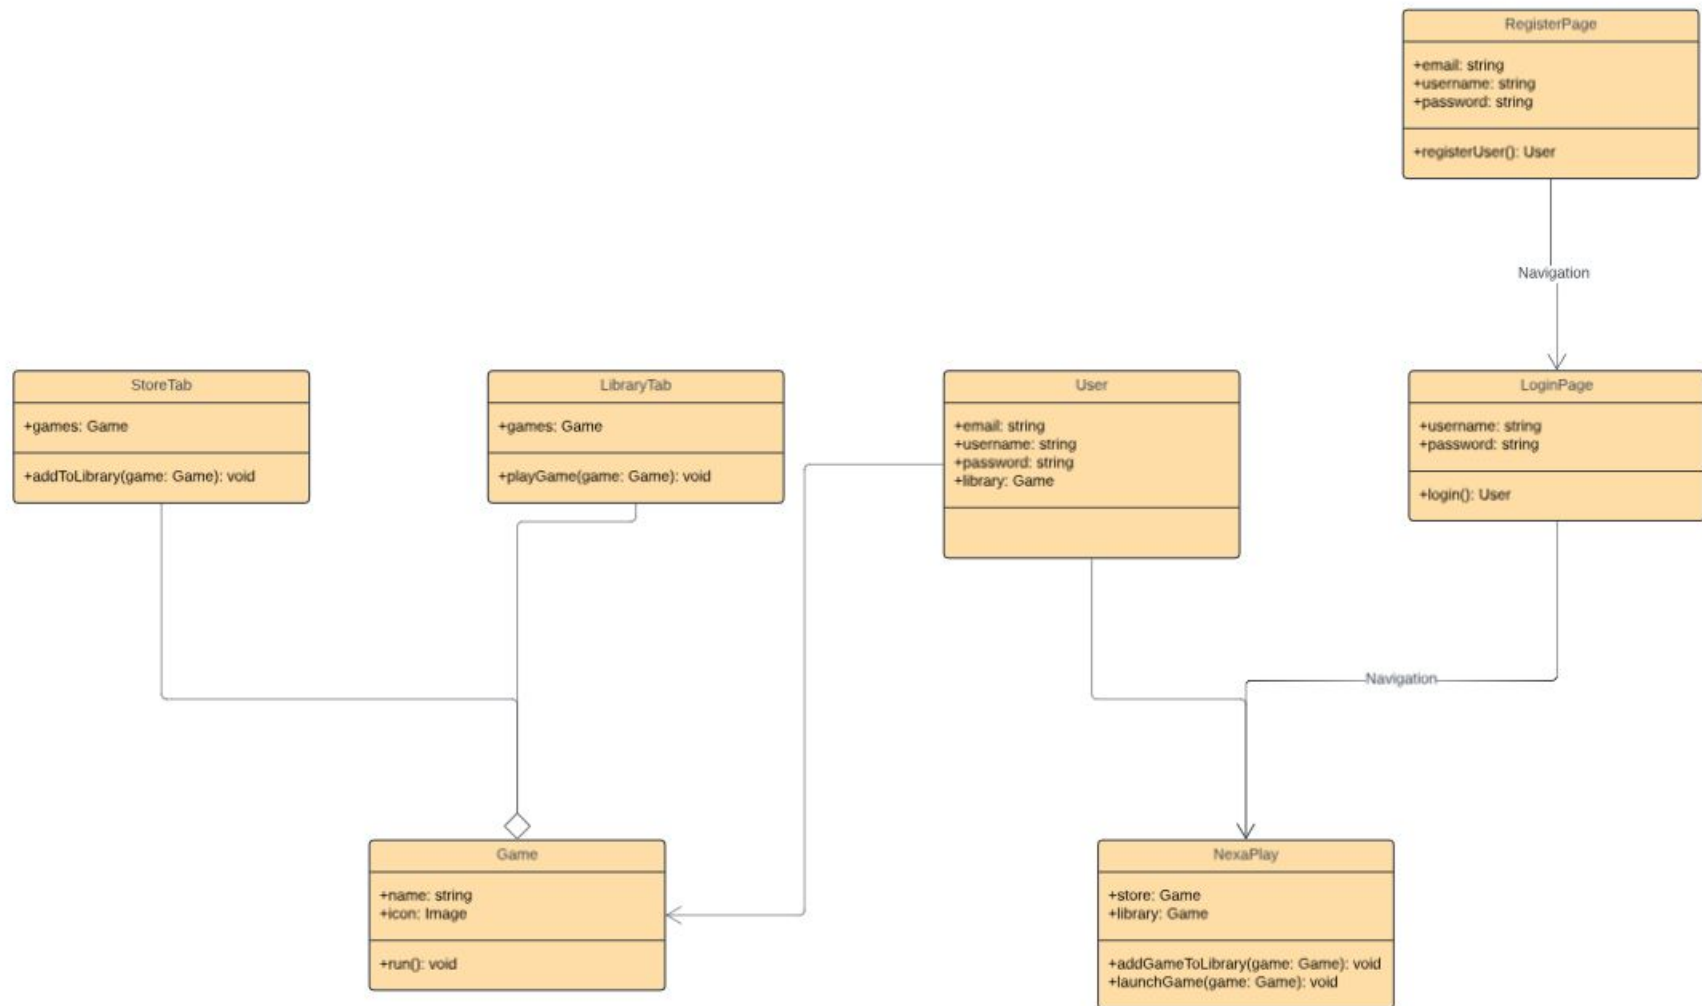 RegisterPage
+email: string
+username: string
+password: string
+registerUser(): User
Navigation
StoreTab
+games: Game
+addToLibrary(game: Game): void
LibraryTab
+games: Game
+playGame(game: Game): void
User
+email: string
+username: string
+password: string
+library: Game
LoginPage
+username: string
+password: string
+login(): User
Navigation
Game
+name: string
+icon: Image
+run(): void
NexaPlay
+store: Game
+library: Game
+addGameToLibrary(game: Game): void
+launchGame(game: Game): void